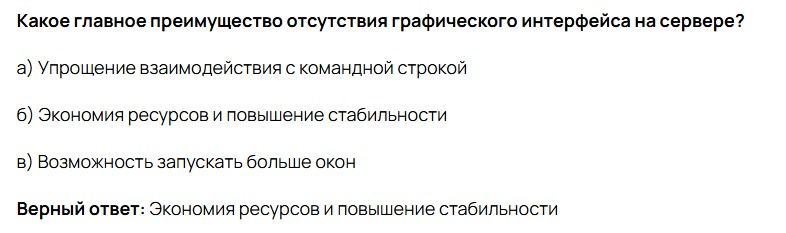 Какое главное преимущество отсутствия графического интерфейса на сервере?
а) Упрощение взаимодействия с командной строкой
б) Экономия ресурсов и повышение стабильности
в) Возможность запускать больше окон
Верный ответ: Экономия ресурсов и повышение стабильности